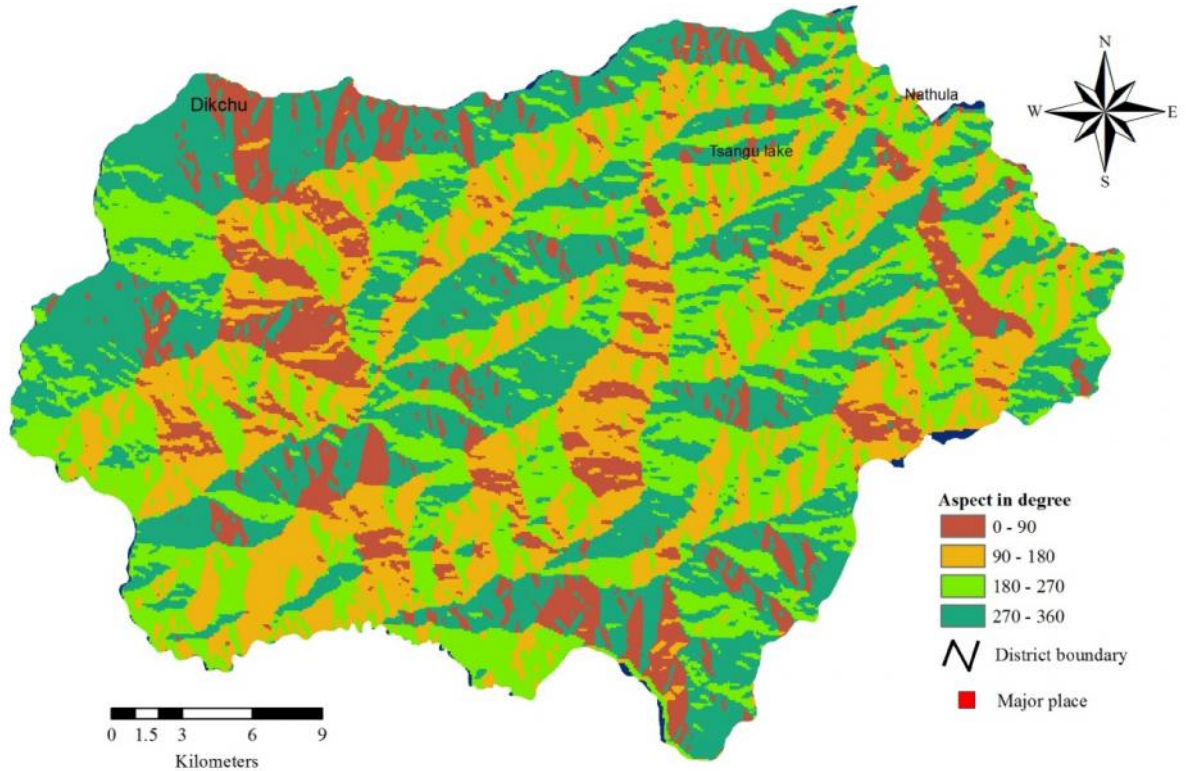 Dikchu
Nathula
Tsangu lake
N
W
E
S
Aspect in degree
0 - 90
90 - 180
180 - 270
270 - 360
District boundary
Major place
0 1.5 3 6 9
Kilometers